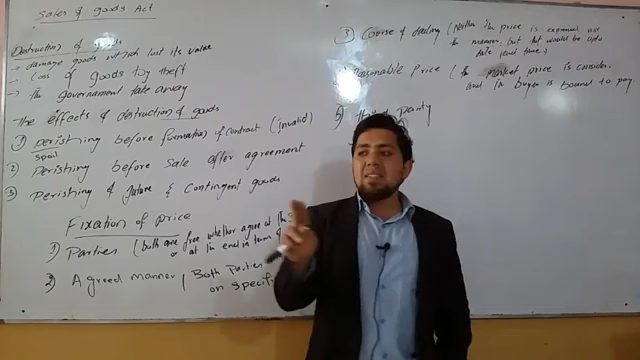 Sales of goods Act
Destruction of goods
- damage goods which lost its value
- Loss of goods by theft
- The governament take away
The effects of destruction of goods
1) perishing before formation of Contract (invalid)
spoil
2) Perishing before Sale after agreement
3) Perishing of future & Contingent goods
Fixation of price
1) Parties (both are free whether agree at the
or at the end in term of
2) Agreed manner (Both Parties
on specif
3) Course of dealing (Neither the price is expressed nor
the manner, but that would be upto
date and time)
Reasonable Price (The market price is consider,
and the buyer is bound to pay
5) third party